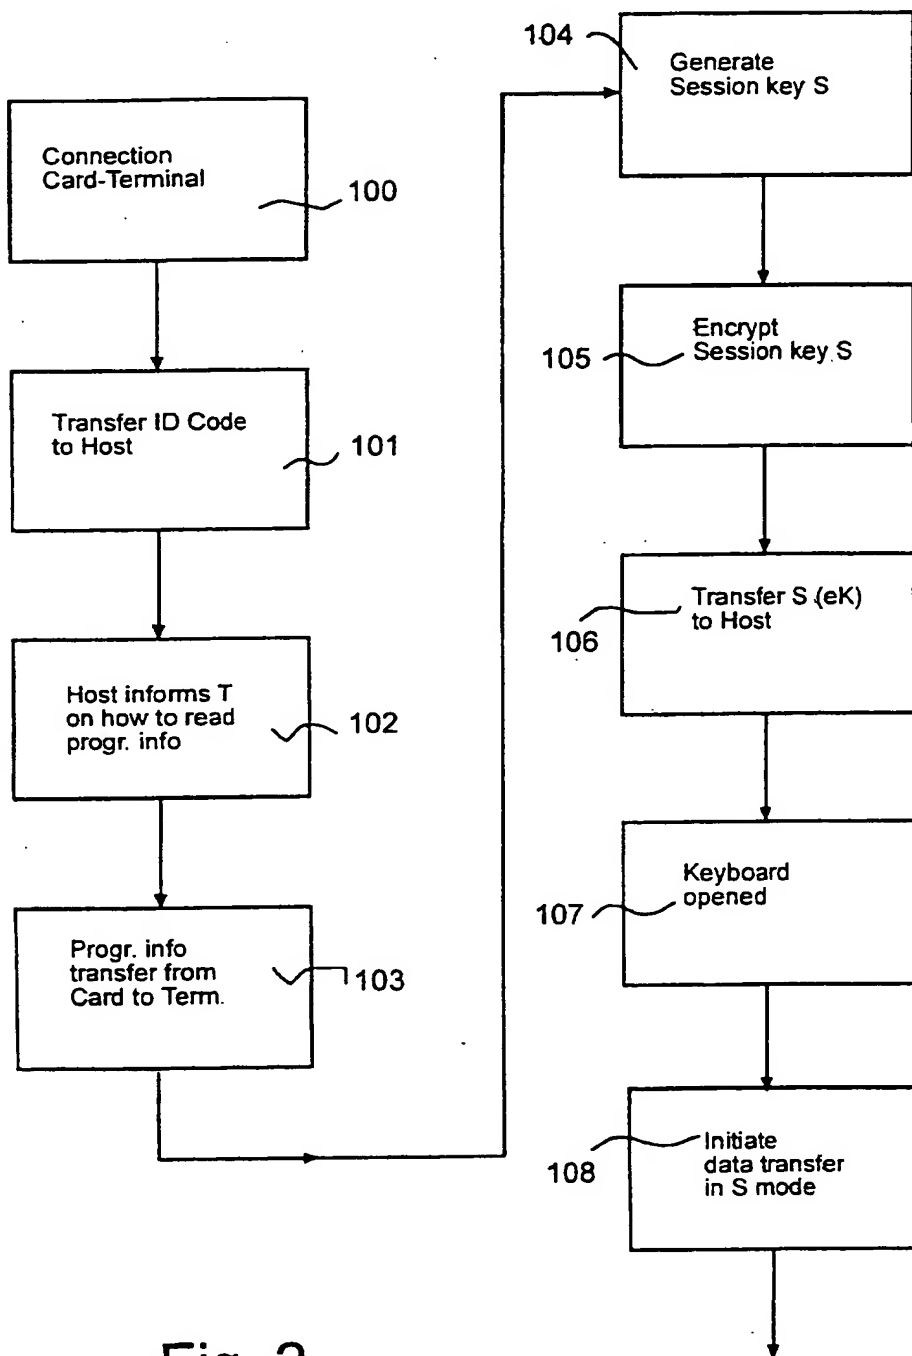 Connection
Card-Terminal
100
Transfer ID Code
to Host
101
Host informs T
on how to read
progr. info
102
Progr. info
transfer from
Card to Term.
103
104
Generate
Session key S
105
Encrypt
Session key S
106
Transfer S (eK)
to Host
107
Keyboard
opened
108
Initiate
data transfer
in S mode